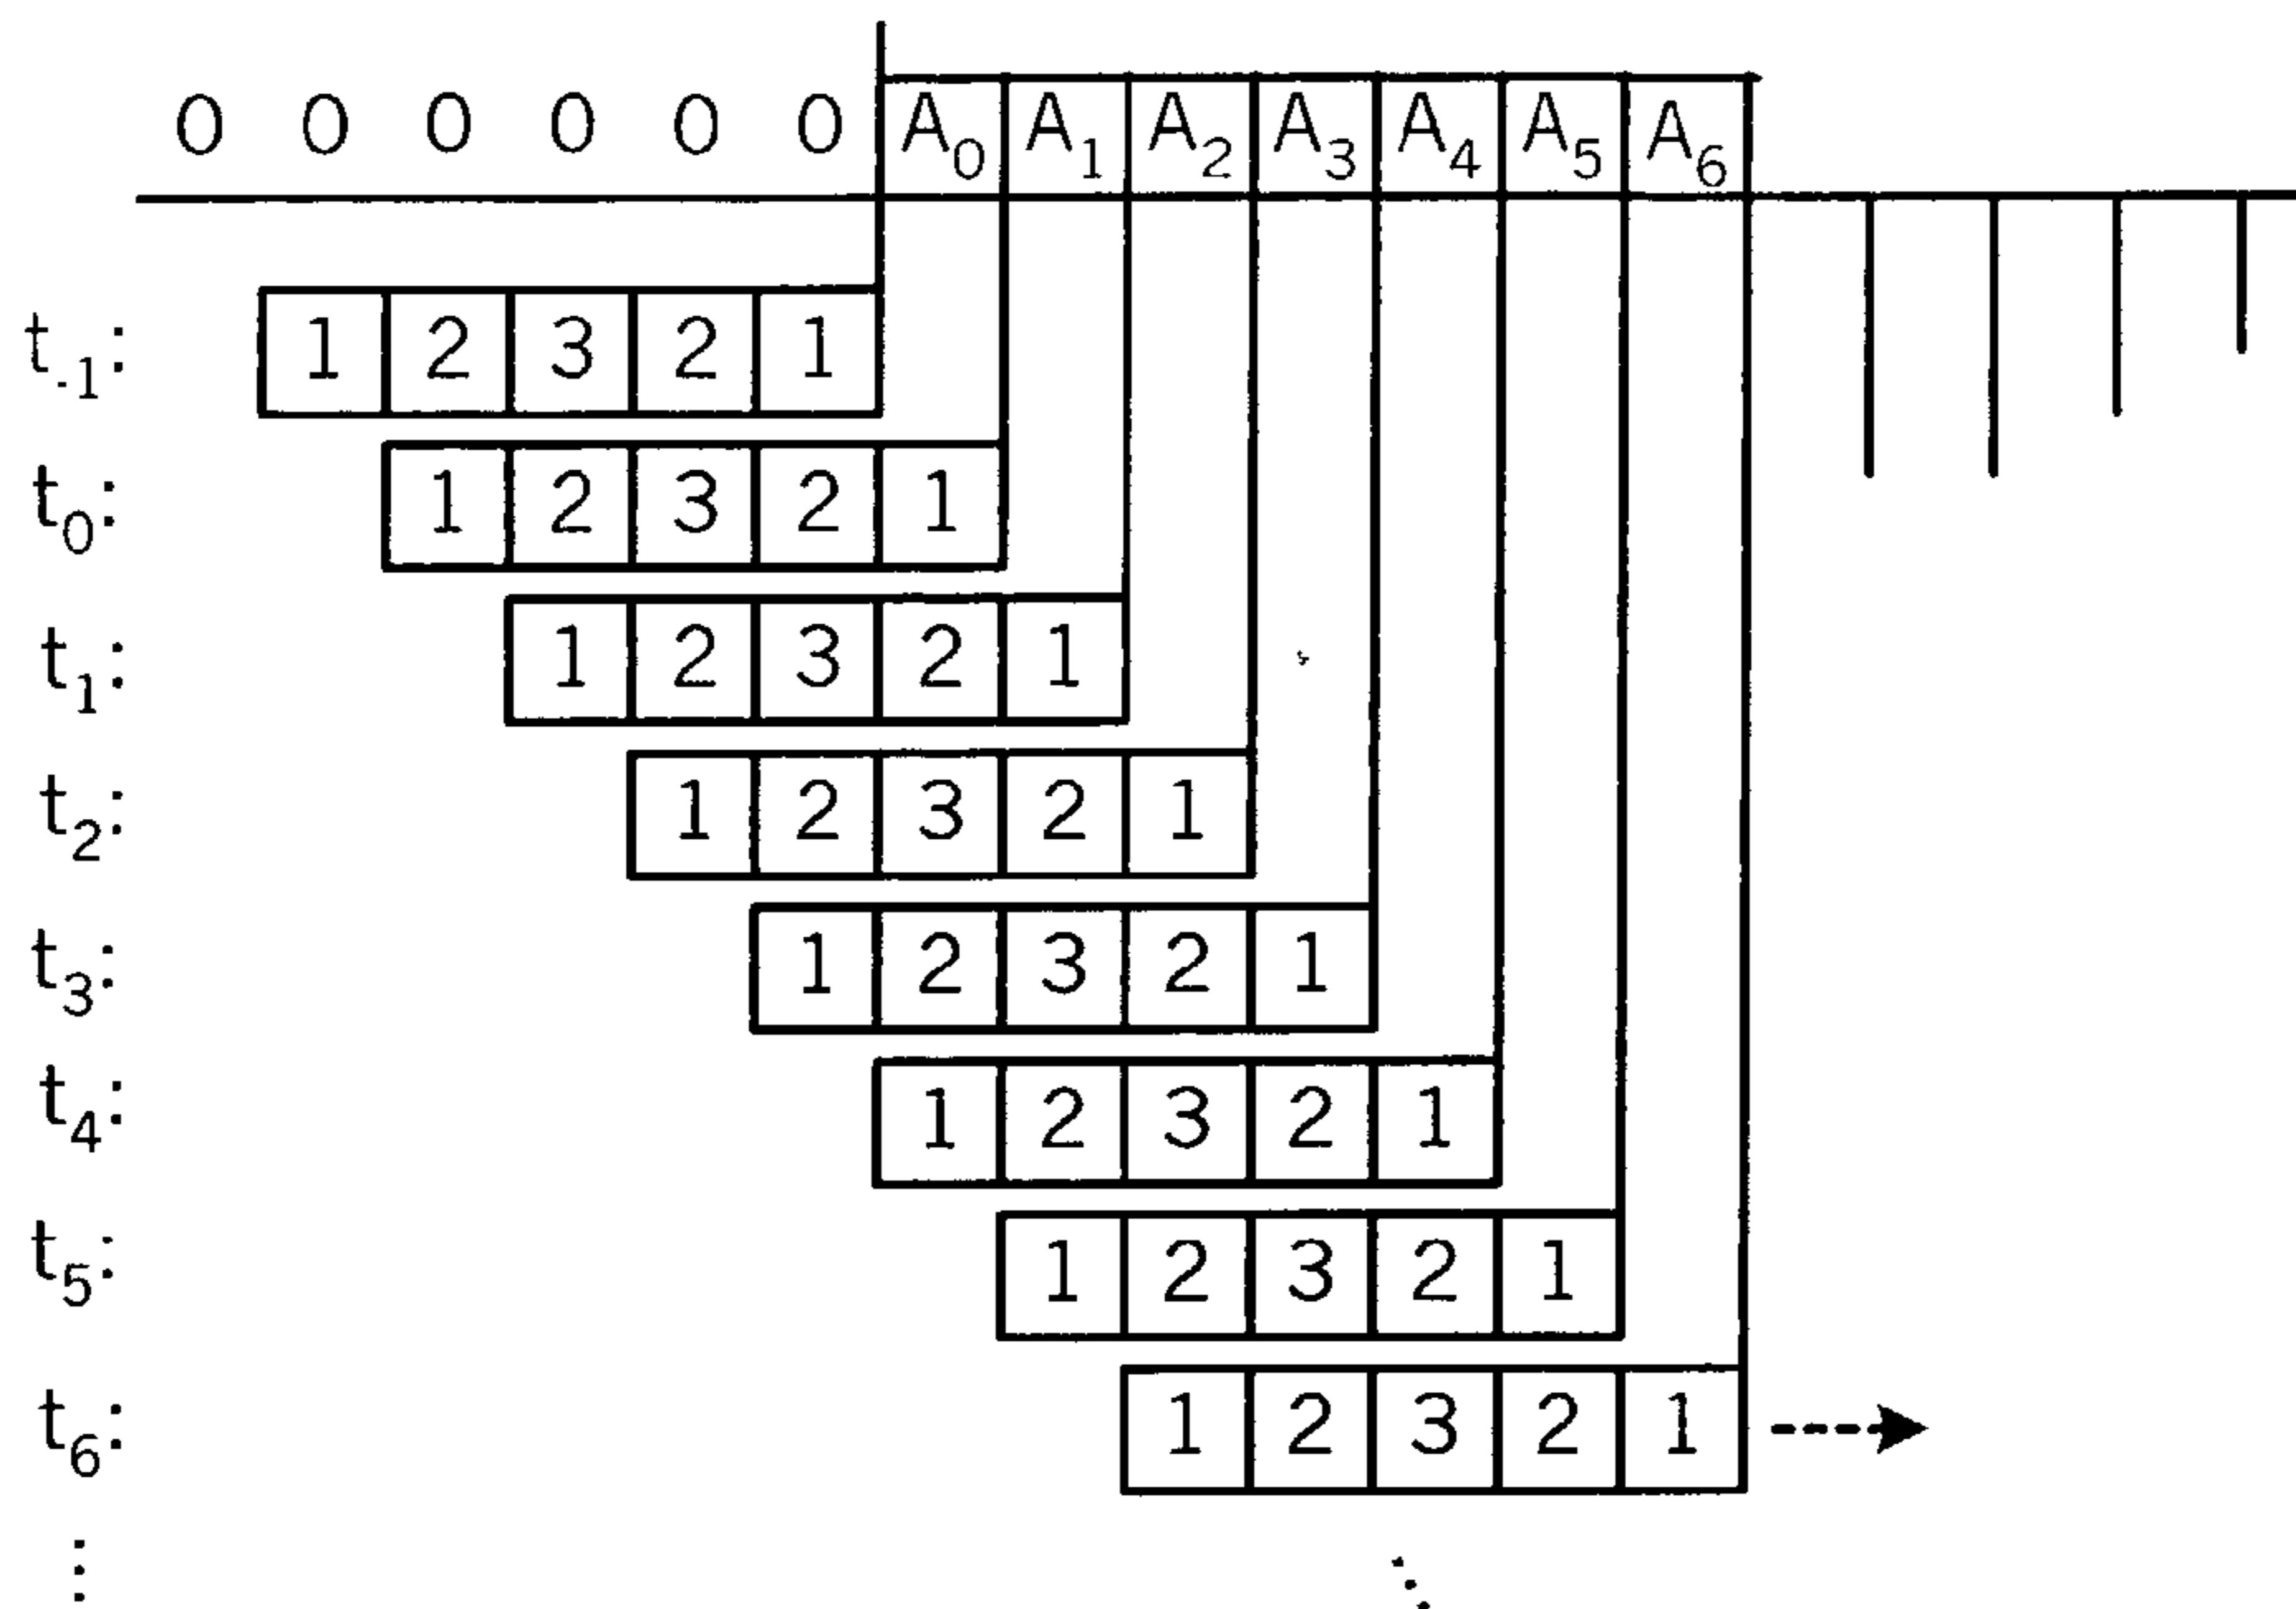 0 0 0 0 0 0 A₀ A₁ A₂ A₃ A₄ A₅ A₆
t₋₁: 1 2 3 2 1
t₀: 1 2 3 2 1
t₁: 1 2 3 2 1
t₂: 1 2 3 2 1
t₃: 1 2 3 2 1
t₄: 1 2 3 2 1
t₅: 1 2 3 2 1
t₆: 1 2 3 2 1